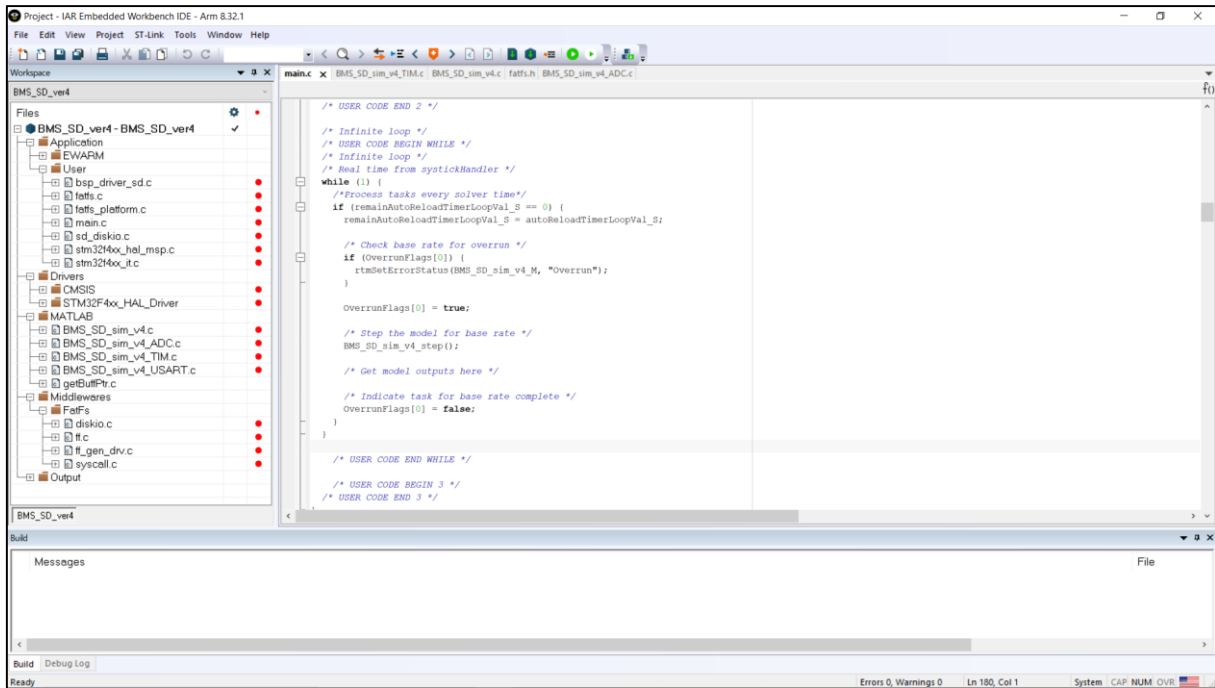 Project - IAR Embedded Workbench IDE - Arm 8.32.1
File Edit View Project ST-Link Tools Window Help
Workspace
main.c x BMS_SD_sim_v4_TIM.c BMS_SD_sim_v4.c fatfs.h BMS_SD_sim_v4_ADC.c
BMS_SD_ver4
f()
Files
BMS_SD_ver4 - BMS_SD_ver4
Application
EWARM
User
bsp_driver_sd.c
fatfs.c
fatfs_platform.c
main.c
sd_diskio.c
stm32f4xx_hal_msp.c
stm32f4xx_it.c
Drivers
CMSIS
STM32F4xx_HAL_Driver
MATLAB
BMS_SD_sim_v4.c
BMS_SD_sim_v4_ADC.c
BMS_SD_sim_v4_TIM.c
BMS_SD_sim_v4_USART.c
getBuffPtr.c
Middlewares
FatFs
diskio.c
ff.c
ff_gen_drv.c
syscall.c
Output
BMS_SD_ver4
/* USER CODE END 2 */
/* Infinite loop */
/* USER CODE BEGIN WHILE */
/* Infinite loop */
/* Real time from systickHandler */
while (1) {
/*Process tasks every solver time*/
if (remainAutoReloadTimerLoopVal_S == 0) {
remainAutoReloadTimerLoopVal_S = autoReloadTimerLoopVal_S;
/* Check base rate for overrun */
if (OverrunFlags[0]) {
rtmSetErrorStatus(BMS_SD_sim_v4_M, "Overrun");
}
OverrunFlags[0] = true;
/* Step the model for base rate */
BMS_SD_sim_v4_step();
/* Get model outputs here */
/* Indicate task for base rate complete */
OverrunFlags[0] = false;
}
}
/* USER CODE END WHILE */
/* USER CODE BEGIN 3 */
/* USER CODE END 3 */
Build
Messages File
Build Debug Log
Ready Errors 0, Warnings 0 Ln 180, Col 1 System CAP NUM OVR